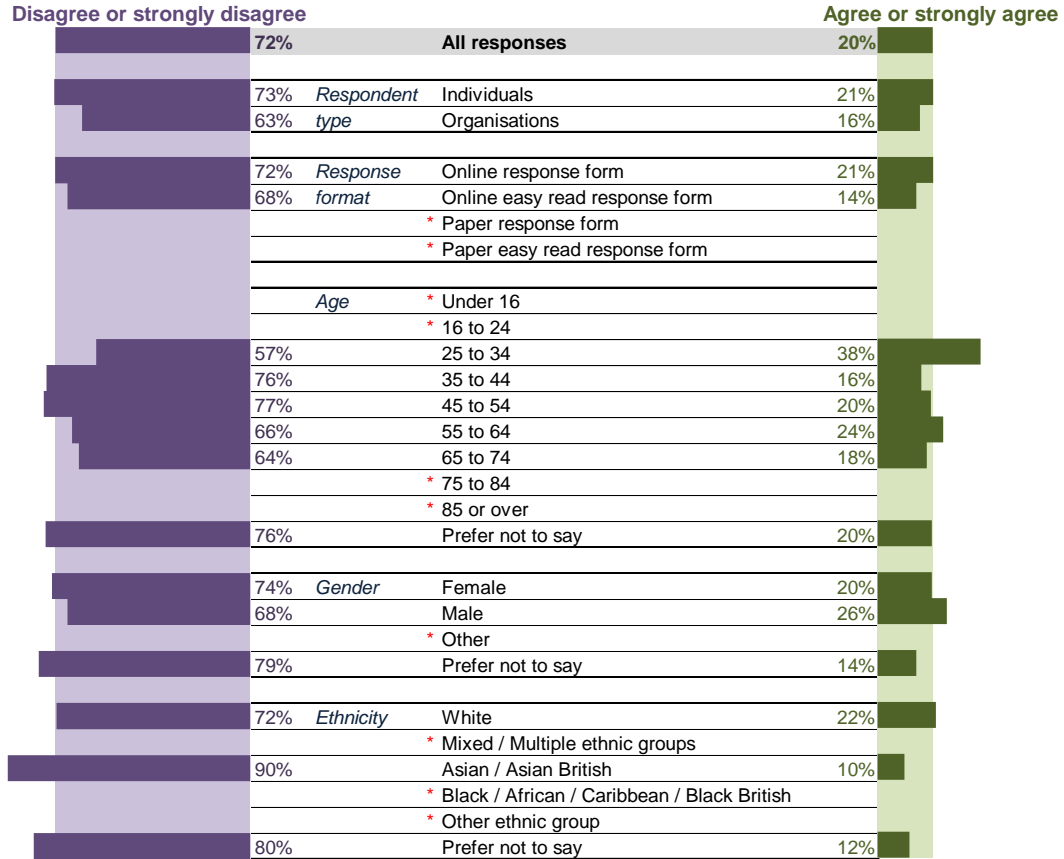 Disagree or strongly disagree Agree or strongly agree
72% All responses 20%
73% Respondent Individuals 21%
63% type Organisations 16%
72% Response Online response form 21%
68% format Online easy read response form 14%
* Paper response form
* Paper easy read response form
Age * Under 16
* 16 to 24
57% 25 to 34 38%
76% 35 to 44 16%
77% 45 to 54 20%
66% 55 to 64 24%
64% 65 to 74 18%
* 75 to 84
* 85 or over
76% Prefer not to say 20%
74% Gender Female 20%
68% Male 26%
* Other
79% Prefer not to say 14%
72% Ethnicity White 22%
* Mixed / Multiple ethnic groups
90% Asian / Asian British 10%
* Black / African / Caribbean / Black British
* Other ethnic group
80% Prefer not to say 12%